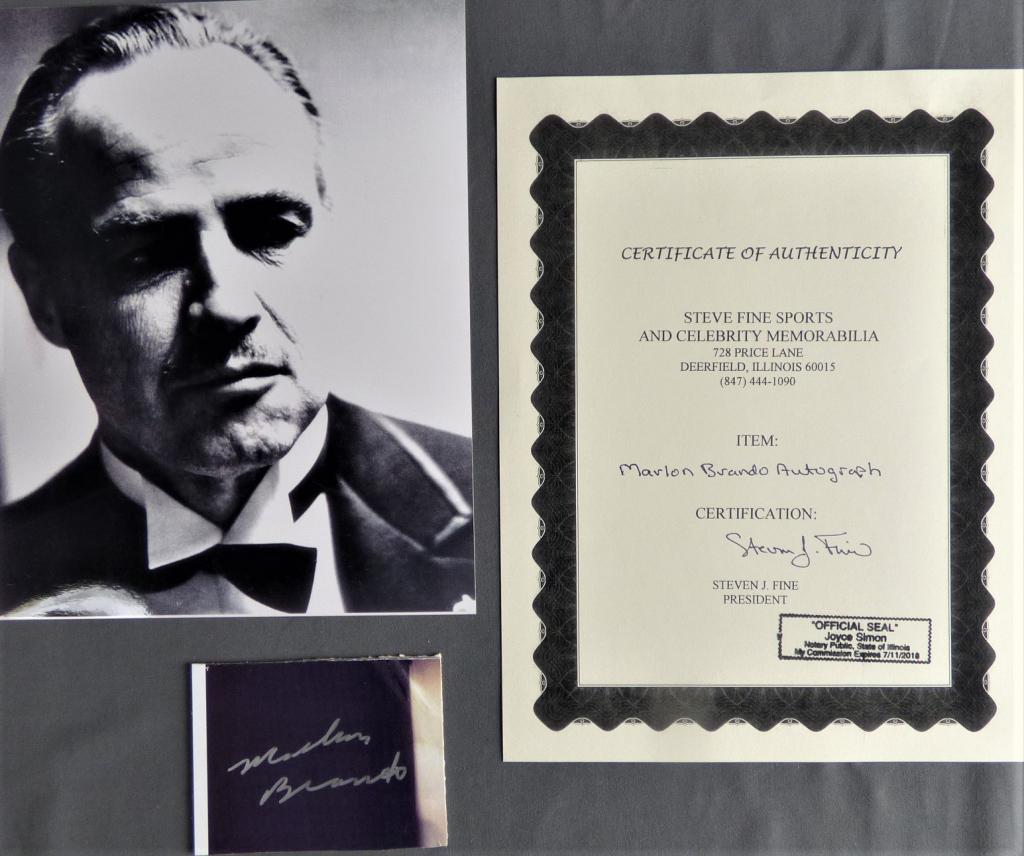 CERTIFICATE OF AUTHENTICITY
STEVE FINE SPORTS
AND CELEBRITY MEMORABILIA
728 PRICE LANE
DEERFIELD, ILLINOIS 60015
(847) 444-1090
ITEM:
Marlon Brando Autograph
CERTIFICATION:
Steven J. Fine
STEVEN J. FINE
PRESIDENT
"OFFICIAL SEAL"
Joyce Simon
Notary Public, State of Illinois
My Commission Expires 7/11/2018
Marlon
Brando